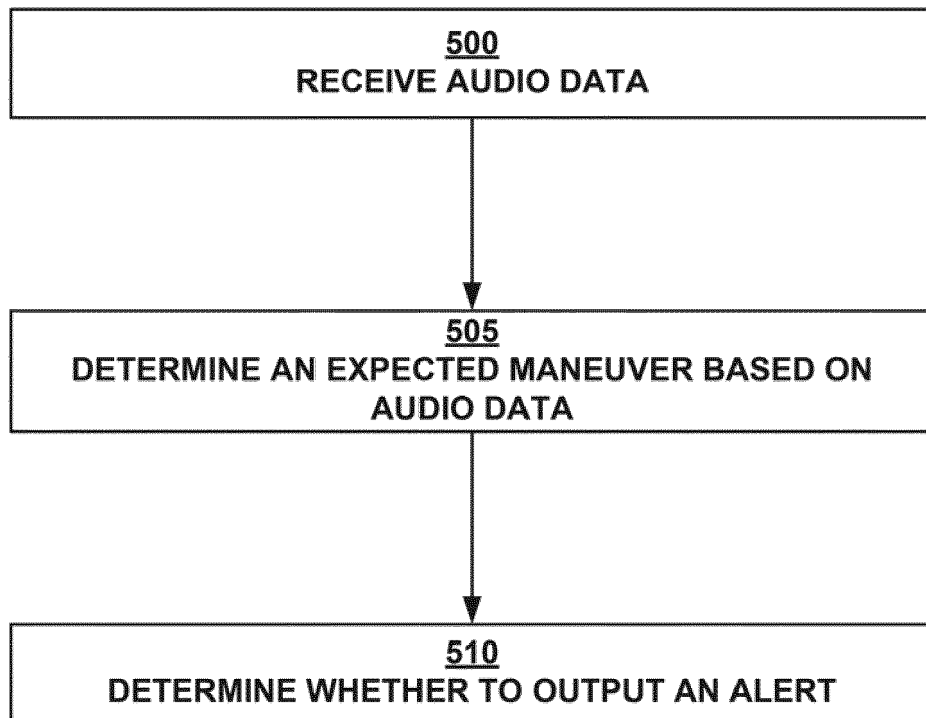 500
RECEIVE AUDIO DATA
505
DETERMINE AN EXPECTED MANEUVER BASED ON
AUDIO DATA
510
DETERMINE WHETHER TO OUTPUT AN ALERT